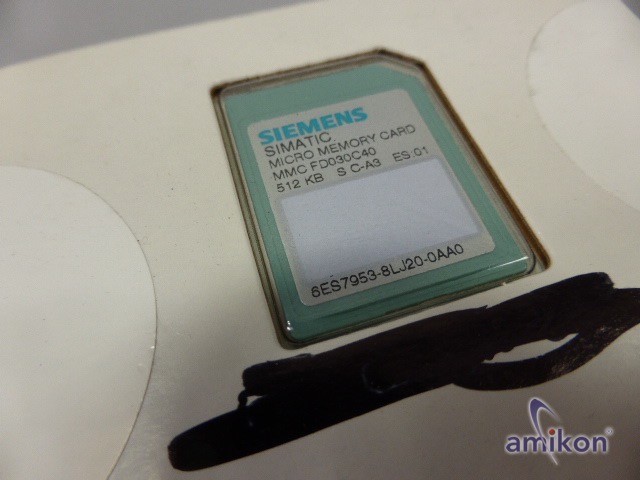 SIEMENS
SIMATIC
MICRO MEMORY CARD
MMC FD030C40
512 KB S C-A3 ES:01
6ES7953-8LJ20-0AA0
amikon®